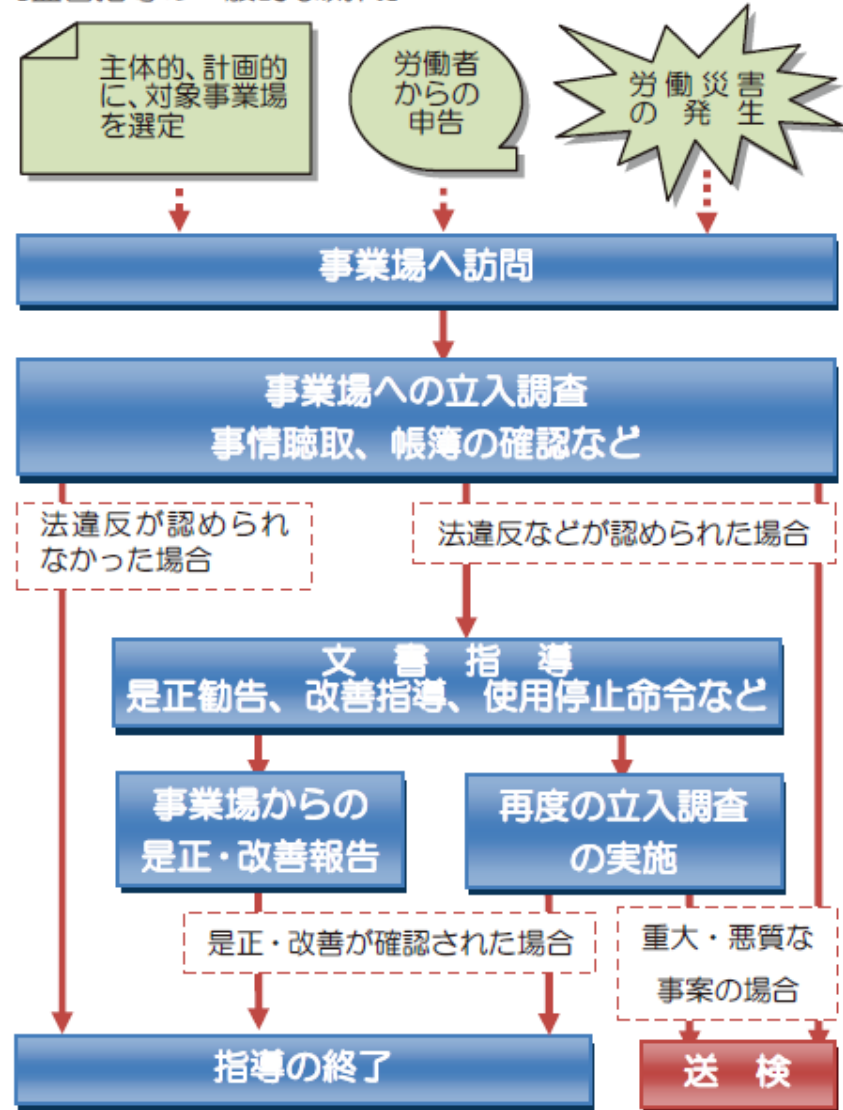 主体的、計画的
に、対象事業場
を選定
労働者
からの
申告
労働災害
の発生
事業場へ訪問
事業場への立入調査
事情聴取、帳簿の確認など
法違反が認められ
なかった場合
法違反などが認められた場合
文書指導
是正勧告、改善指導、使用停止命令など
事業場からの
是正・改善報告
再度の立入調査
の実施
是正・改善が確認された場合
重大・悪質な
事案の場合
指導の終了
送検